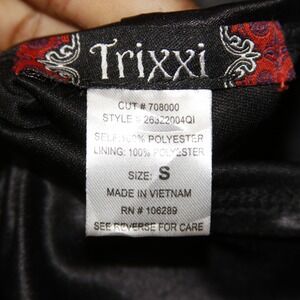 Trixxi
CUT # 708000
STYLE # 26322004QI
SELF: 100% POLYESTER
LINING: 100% POLYESTER
SIZE: S
MADE IN VIETNAM
RN # 106289
SEE REVERSE FOR CARE